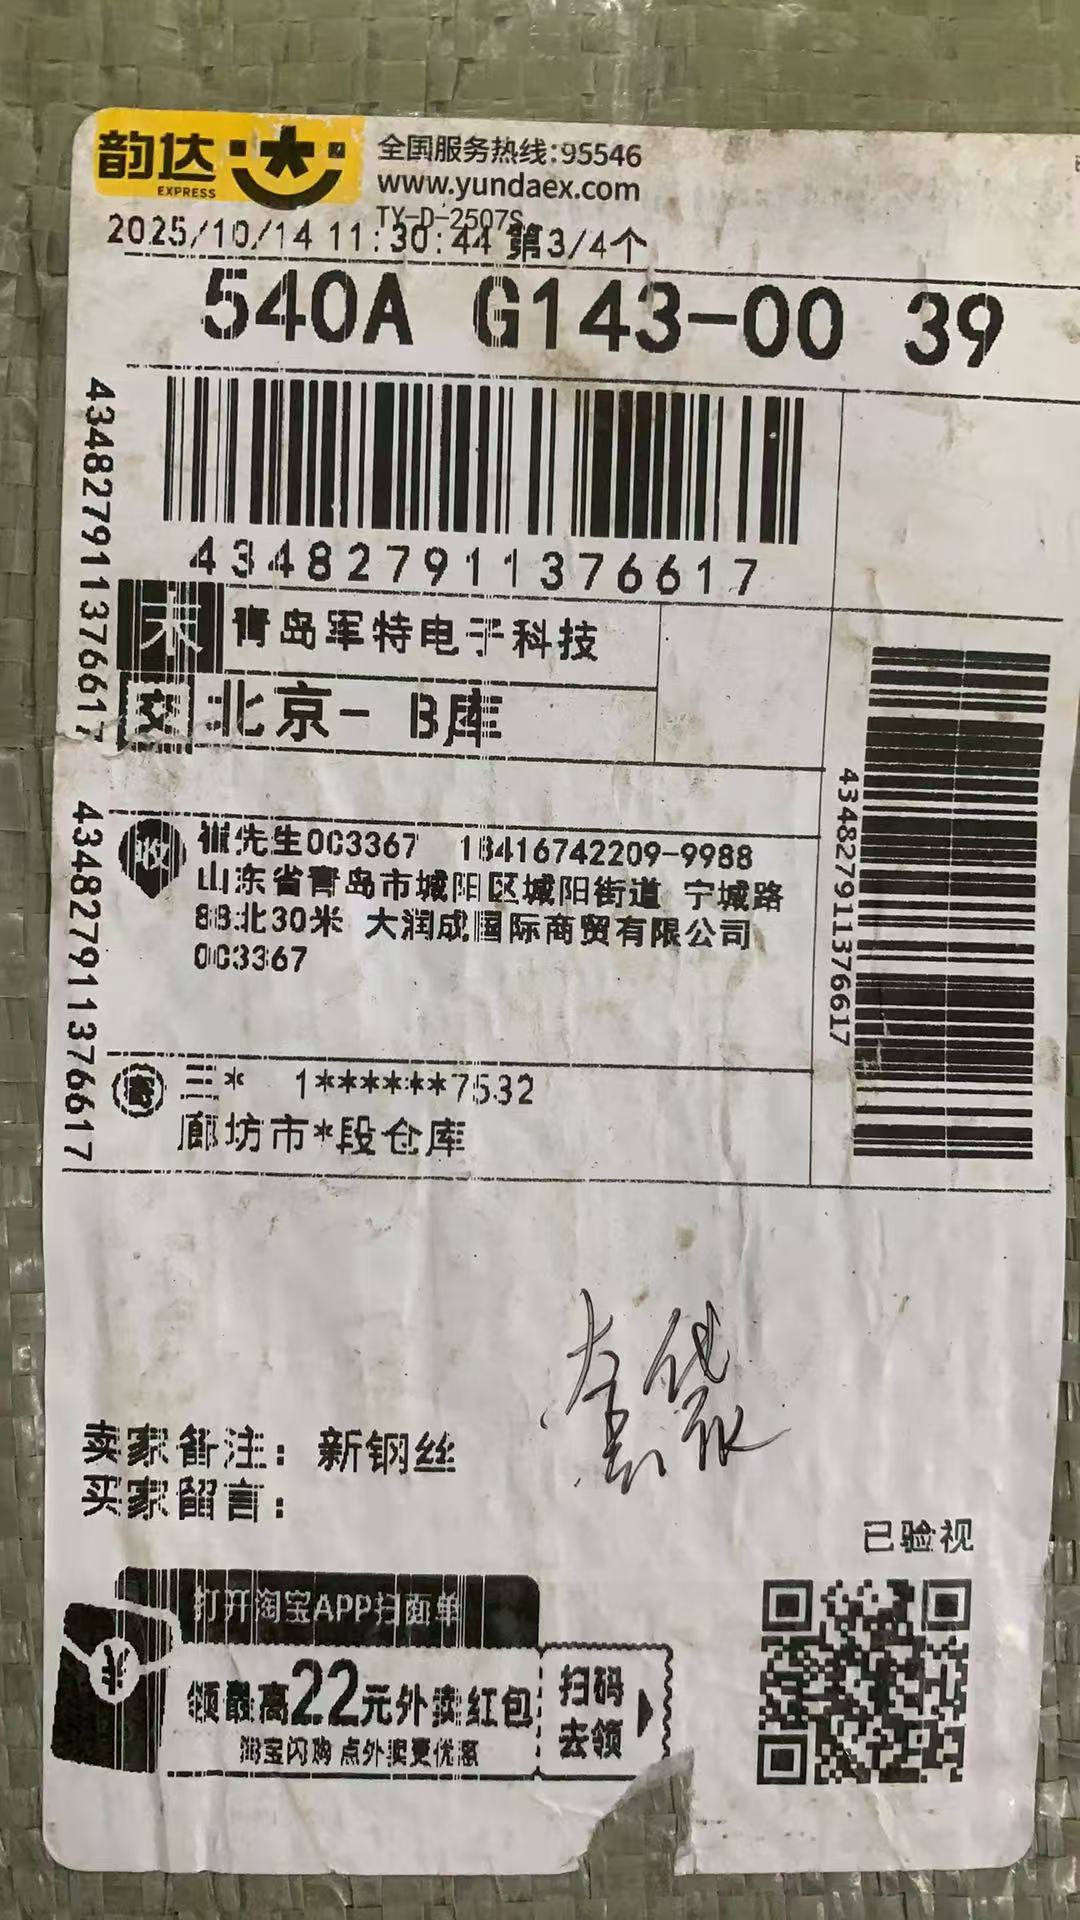 韵达
EXPRESS
全国服务热线:95546
www.yundaex.com
TY-D-2507S
2025/10/14 11:30:44 第3/4个
540A G143-00 39
434827911376617
434827911376617
末 青岛军特电子科技
交 北京- B库
434827911376617
434827911376617
收 崔先生003367 18416742209-9988
山东省青岛市城阳区城阳街道 宁城路
88北30米 大润成国际商贸有限公司
003367
寄 三* 1******7532
廊坊市*段仓库
套袋
卖家备注：新钢丝
买家留言：
已验视
打开淘宝APP扫面单
领最高22元外卖红包
扫码
去领
淘宝闪购 点外卖更优惠